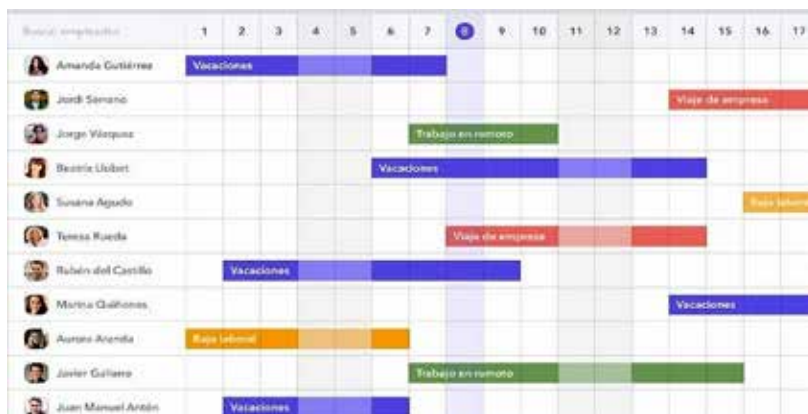 Buscar empleados 1 2 3 4 5 6 7 8 9 10 11 12 13 14 15 16 17
Amanda Gutiérrez Vacaciones
Jordi Serrano Viaje de empresa
Jorge Vázquez Trabajo en remoto
Beatriz Llobet Vacaciones
Susana Agudo Baja laboral
Teresa Rueda Viaje de empresa
Rubén del Castillo Vacaciones
Marina Quiñones Vacaciones
Aurora Aranda Baja laboral
Javier Trabajo en remoto
Juan Manuel Antón Vacaciones